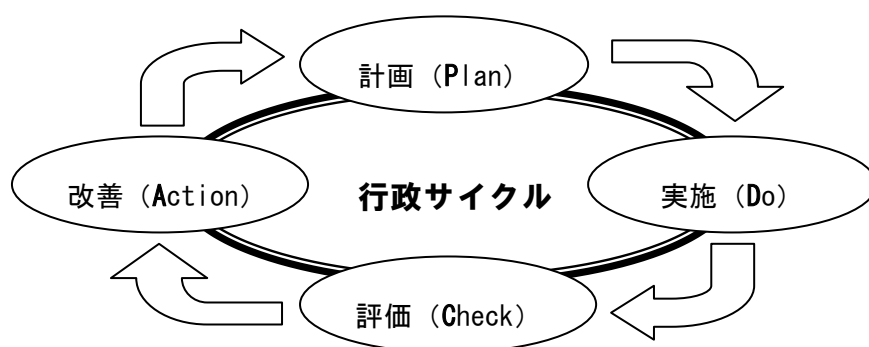 計画（Plan）
改善（Action）
行政サイクル
実施（Do）
評価（Check）